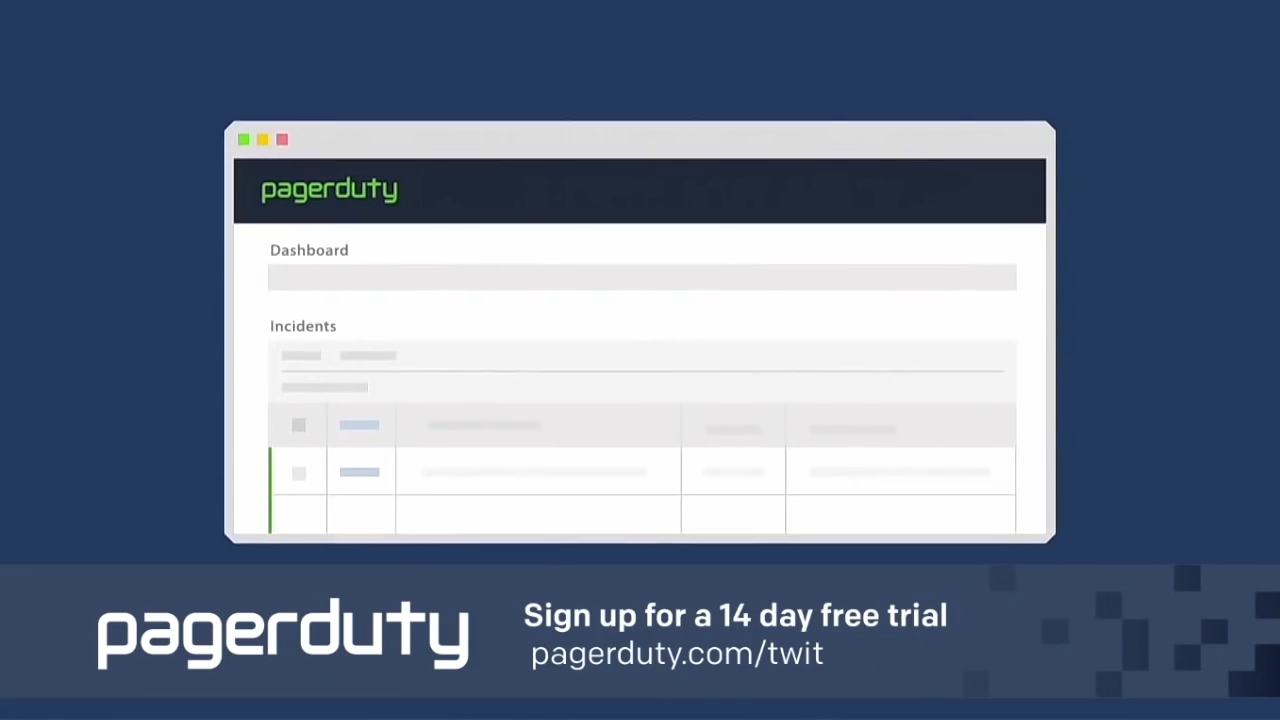 pagerduty
Dashboard
Incidents
pagerduty
Sign up for a 14 day free trial
pagerduty.com/twit